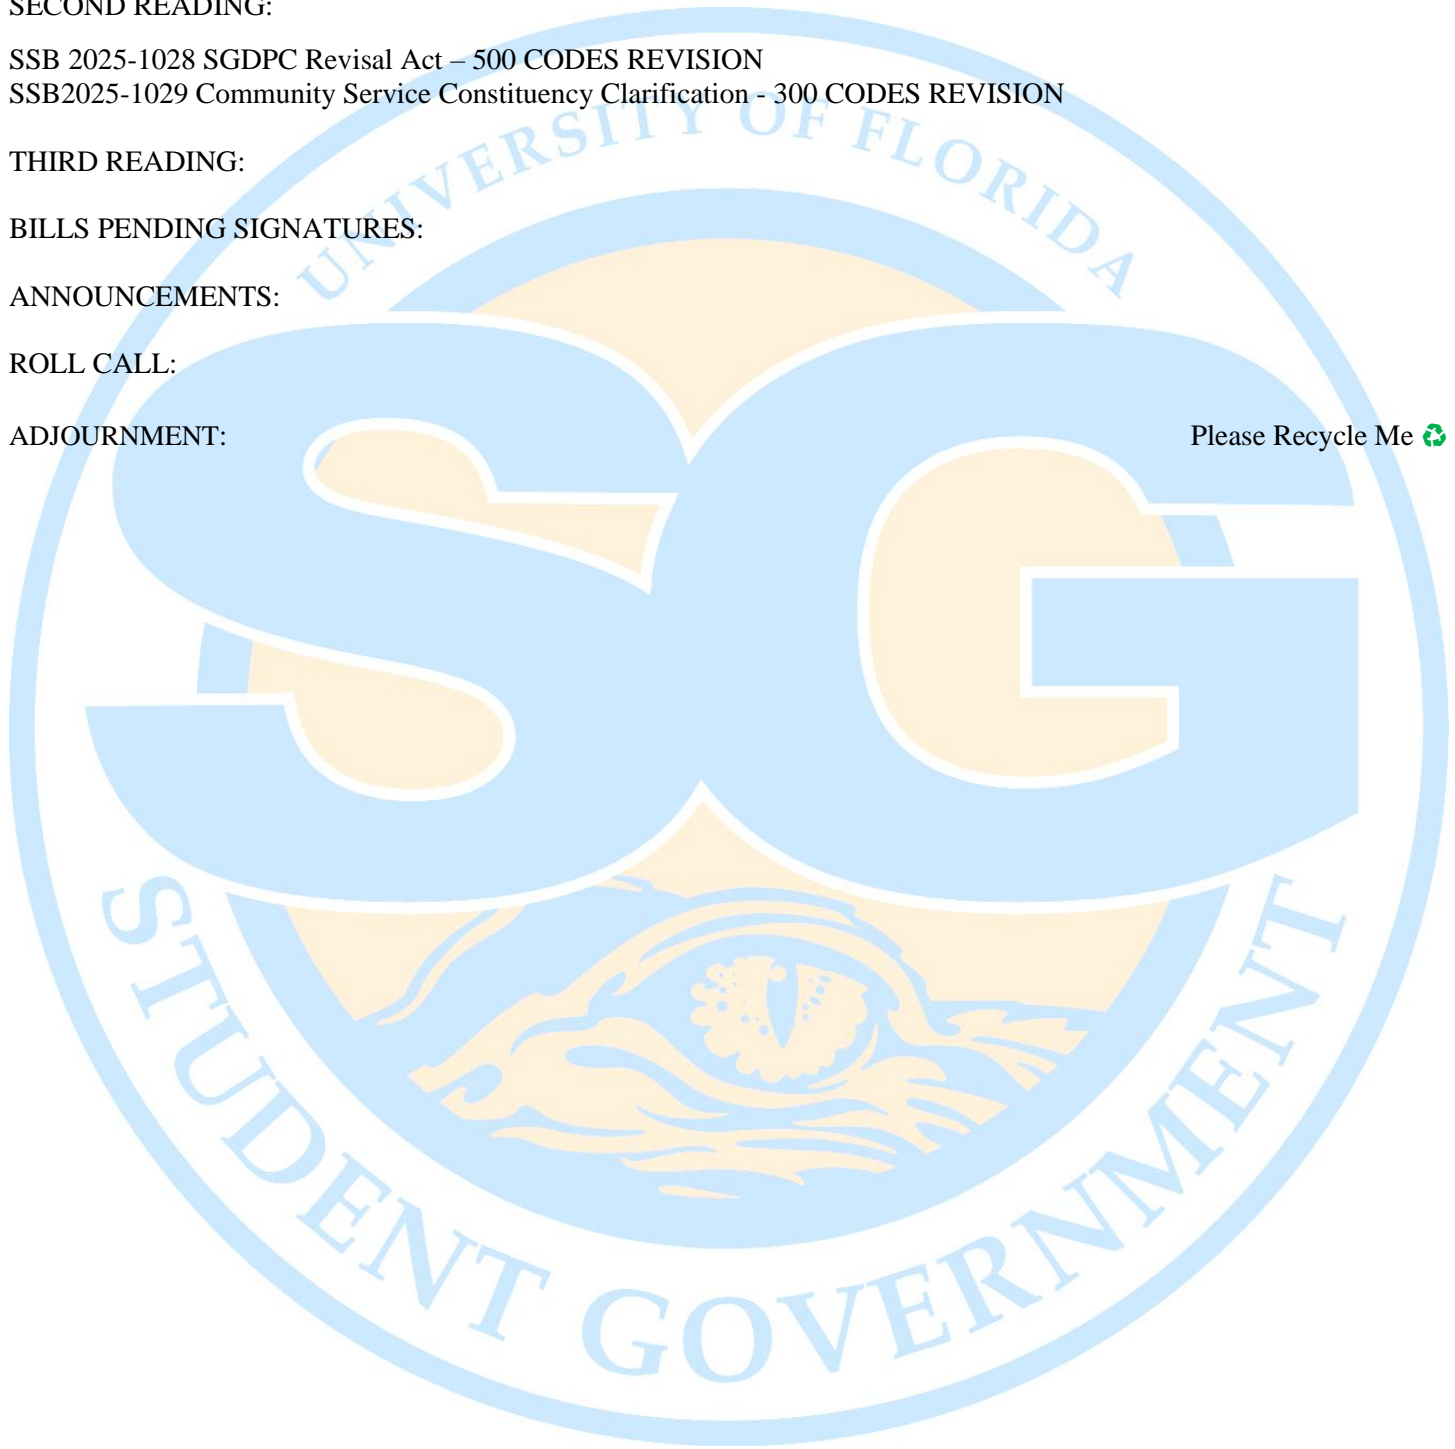 SECOND READING:
SSB 2025-1028 SGDPC Revisal Act – 500 CODES REVISION
SSB2025-1029 Community Service Constituency Clarification - 300 CODES REVISION
THIRD READING:
BILLS PENDING SIGNATURES:
ANNOUNCEMENTS:
ROLL CALL:
ADJOURNMENT: Please Recycle Me ♻
UNIVERSITY OF FLORIDA
SG
STUDENT GOVERNMENT